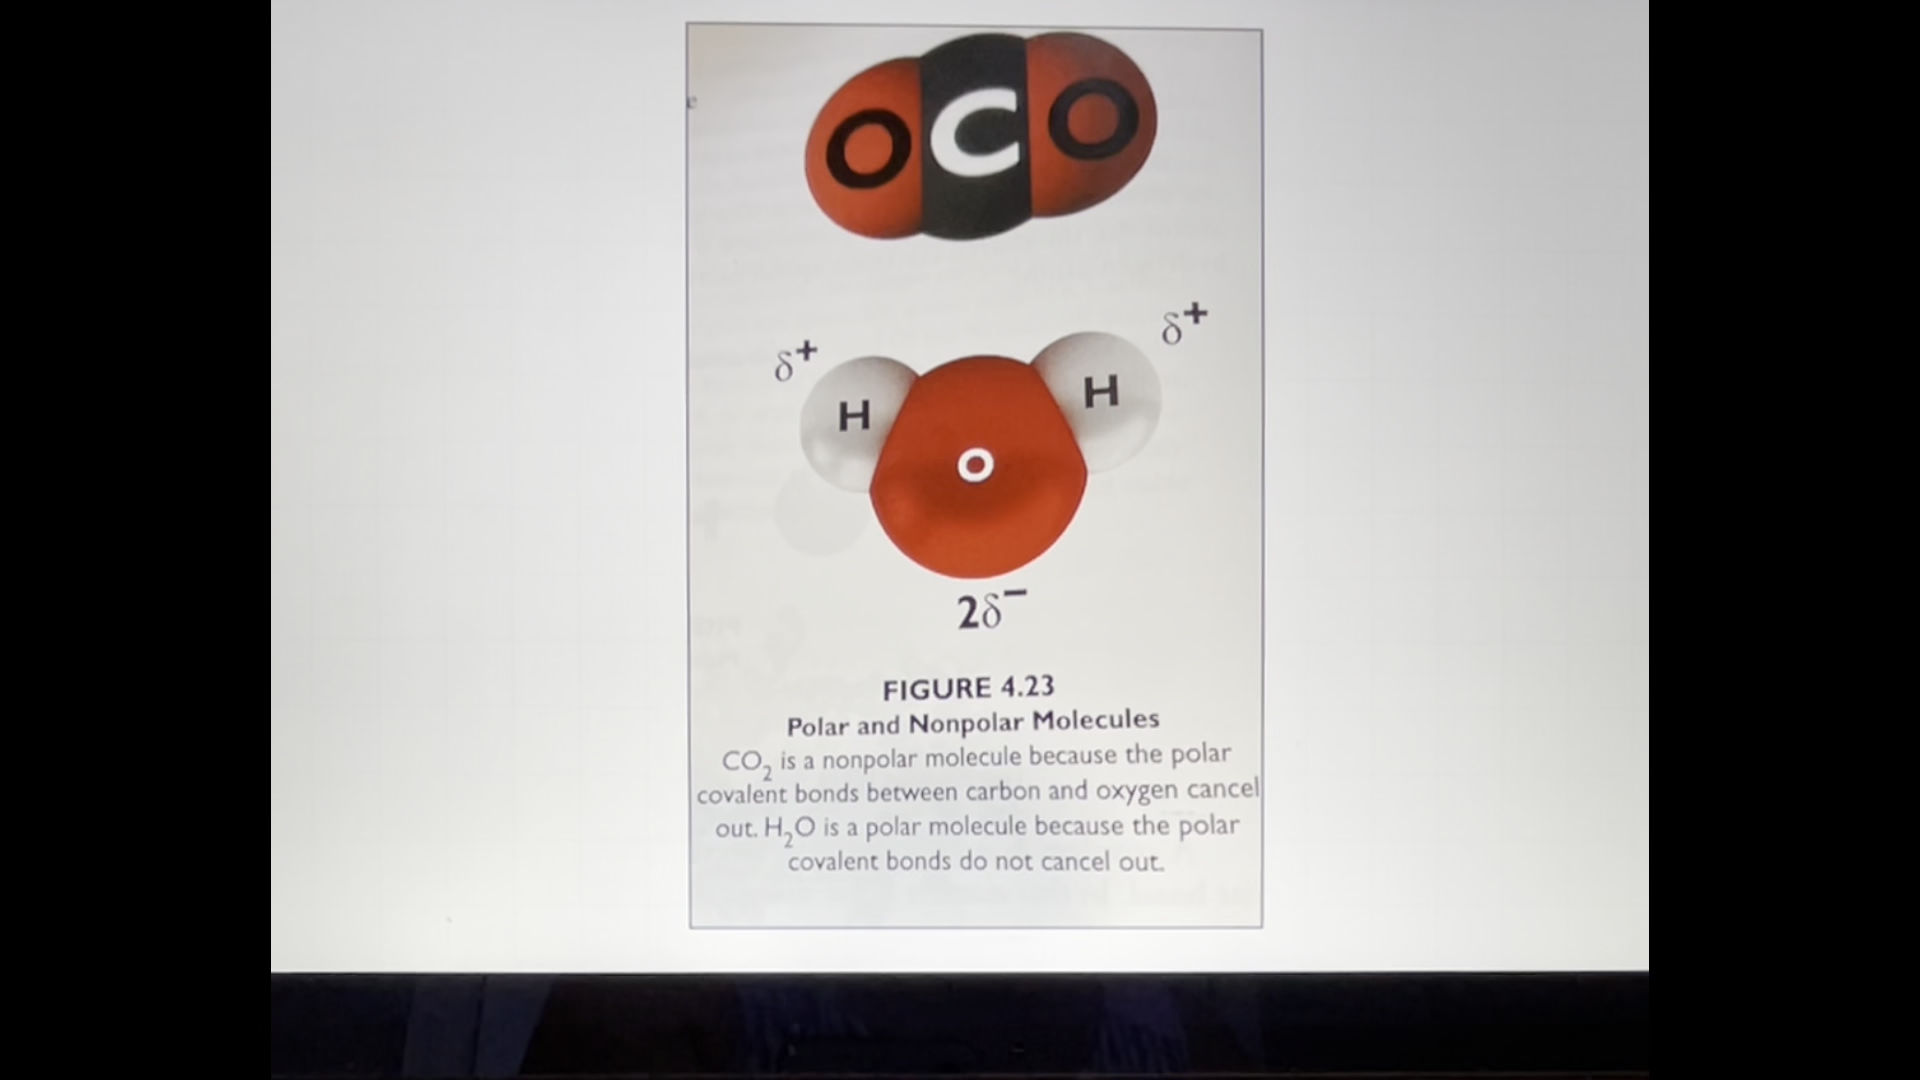 OCO
δ+
δ+
H
H
O
2δ−
FIGURE 4.23
Polar and Nonpolar Molecules
CO₂ is a nonpolar molecule because the polar
covalent bonds between carbon and oxygen cancel
out. H₂O is a polar molecule because the polar
covalent bonds do not cancel out.